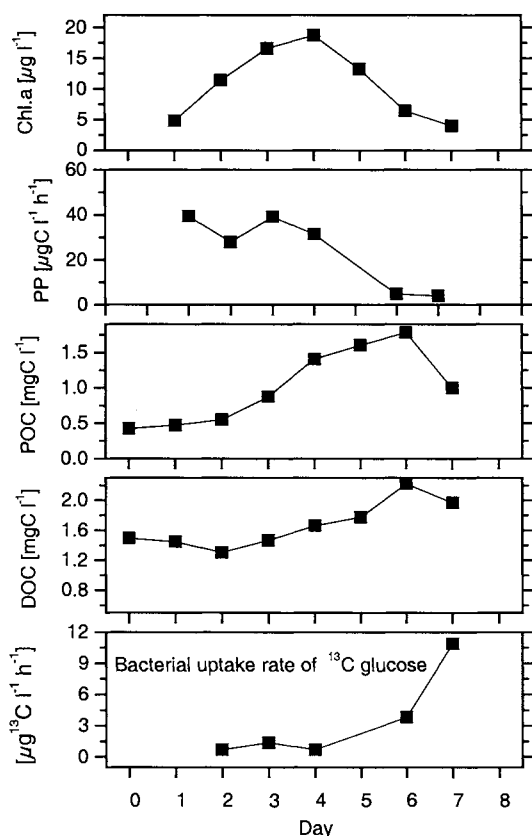 20
15
10
5
0
Chl.a [µg l⁻¹]
60
40
20
0
PP [µgC l⁻¹ h⁻¹]
1.5
1.0
0.5
0.0
POC [mgC l⁻¹]
2.0
1.6
1.2
0.8
DOC [mgC l⁻¹]
12
9
6
3
0
[µg¹³C l⁻¹ h⁻¹]
Bacterial uptake rate of ¹³C glucose
0 1 2 3 4 5 6 7 8
Day